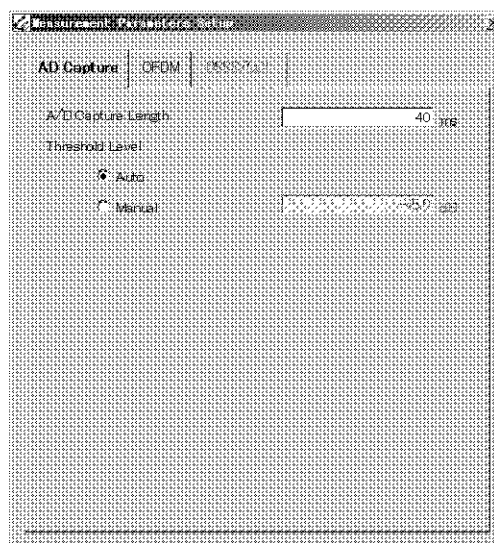 Measurement Parameters Setup
AD Capture OFDM
A/D Capture Length 40 ms
Threshold Level
Auto
Manual